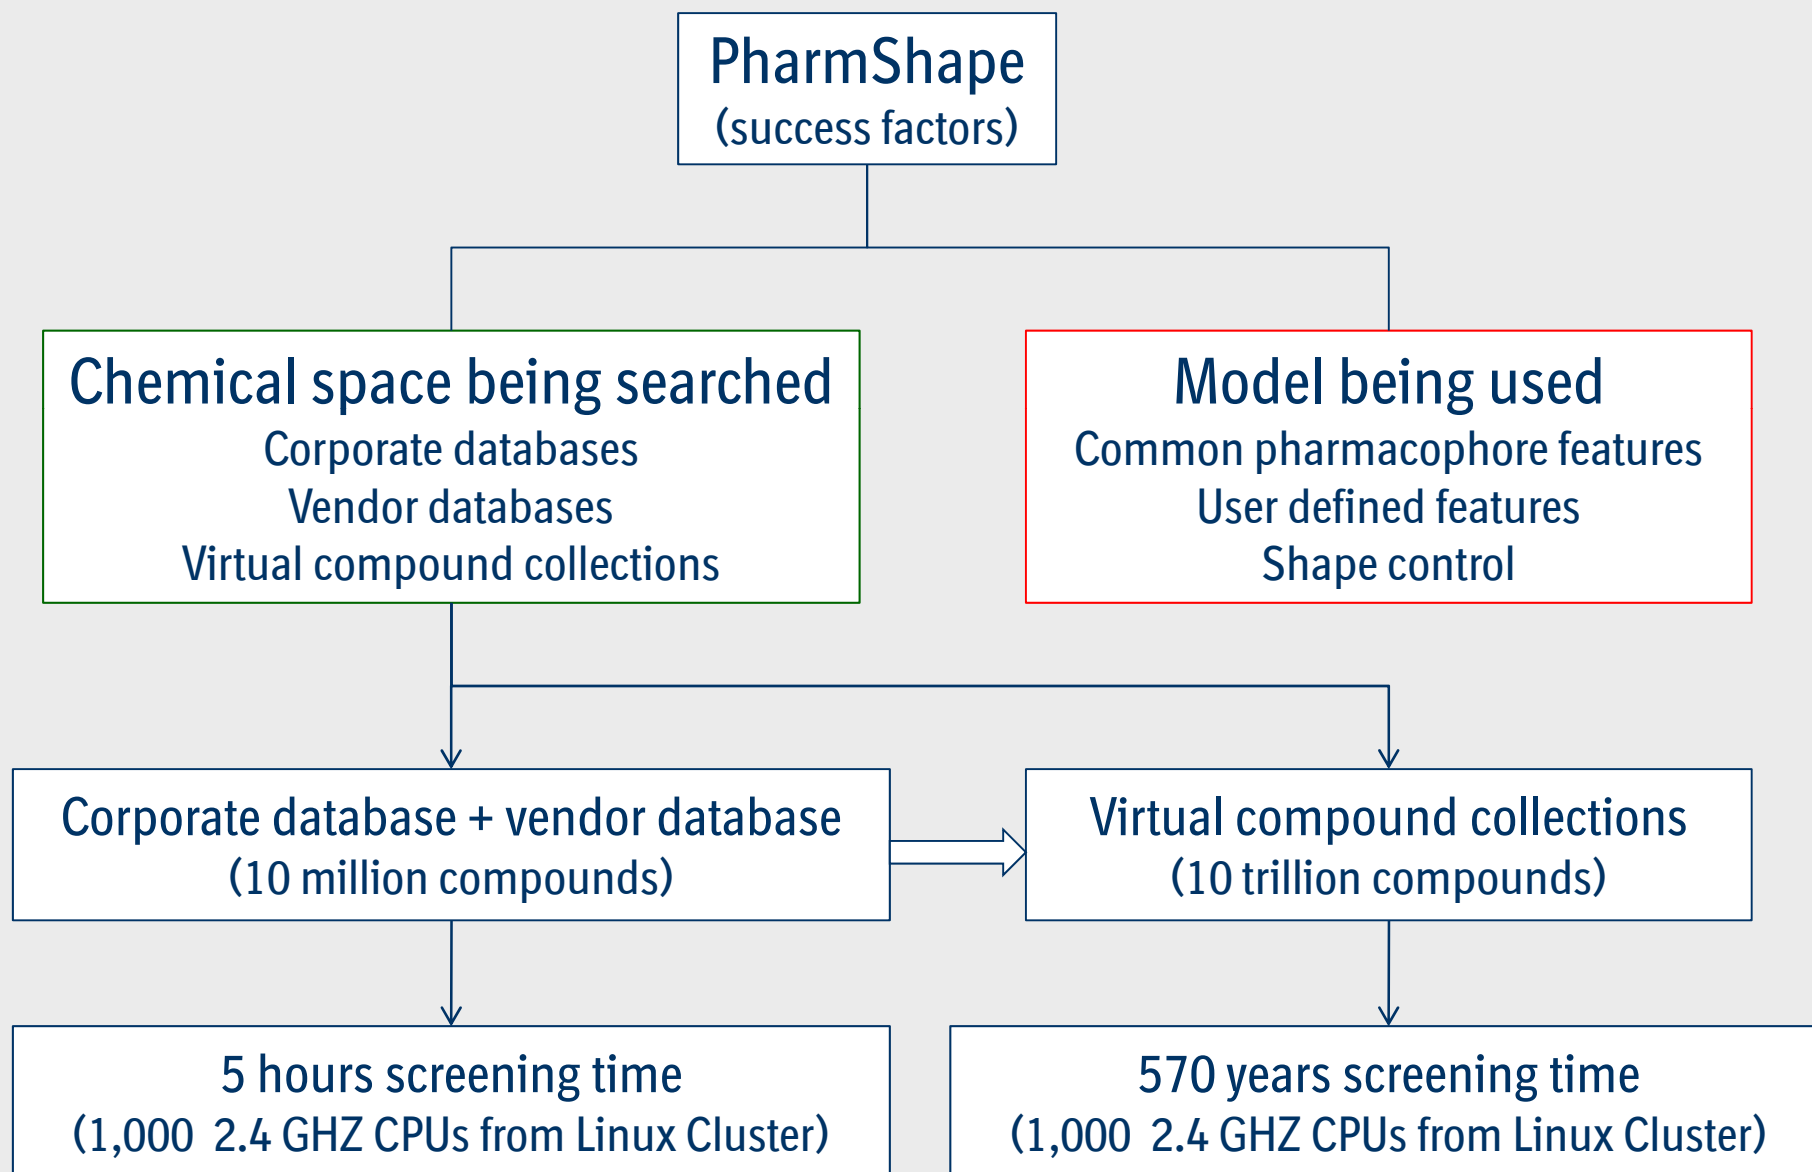 PharmShape
(success factors)
Chemical space being searched
Corporate databases
Vendor databases
Virtual compound collections
Model being used
Common pharmacophore features
User defined features
Shape control
Corporate database + vendor database
(10 million compounds)
Virtual compound collections
(10 trillion compounds)
5 hours screening time
(1,000  2.4 GHZ CPUs from Linux Cluster)
570 years screening time
(1,000  2.4 GHZ CPUs from Linux Cluster)